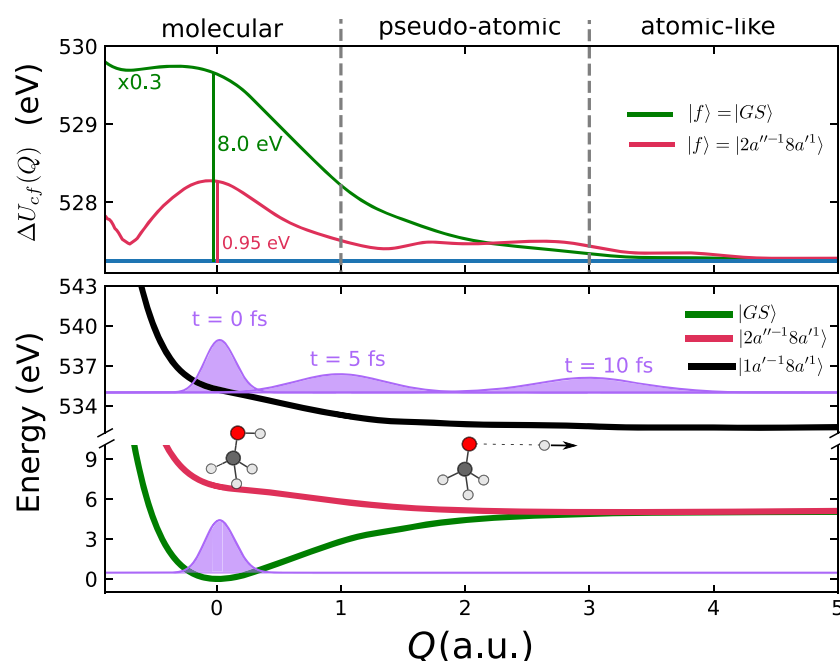 molecular pseudo-atomic atomic-like
530
529
528
ΔU_{cf}(Q) (eV)
x0.3
8.0 eV
0.95 eV
|f⟩ = |GS⟩
|f⟩ = |2a''⁻¹8a'¹⟩
543
540
537
534
9
6
3
0
Energy (eV)
t = 0 fs
t = 5 fs
t = 10 fs
|GS⟩
|2a''⁻¹8a'¹⟩
|1a'⁻¹8a'¹⟩
0 1 2 3 4 5
Q(a.u.)